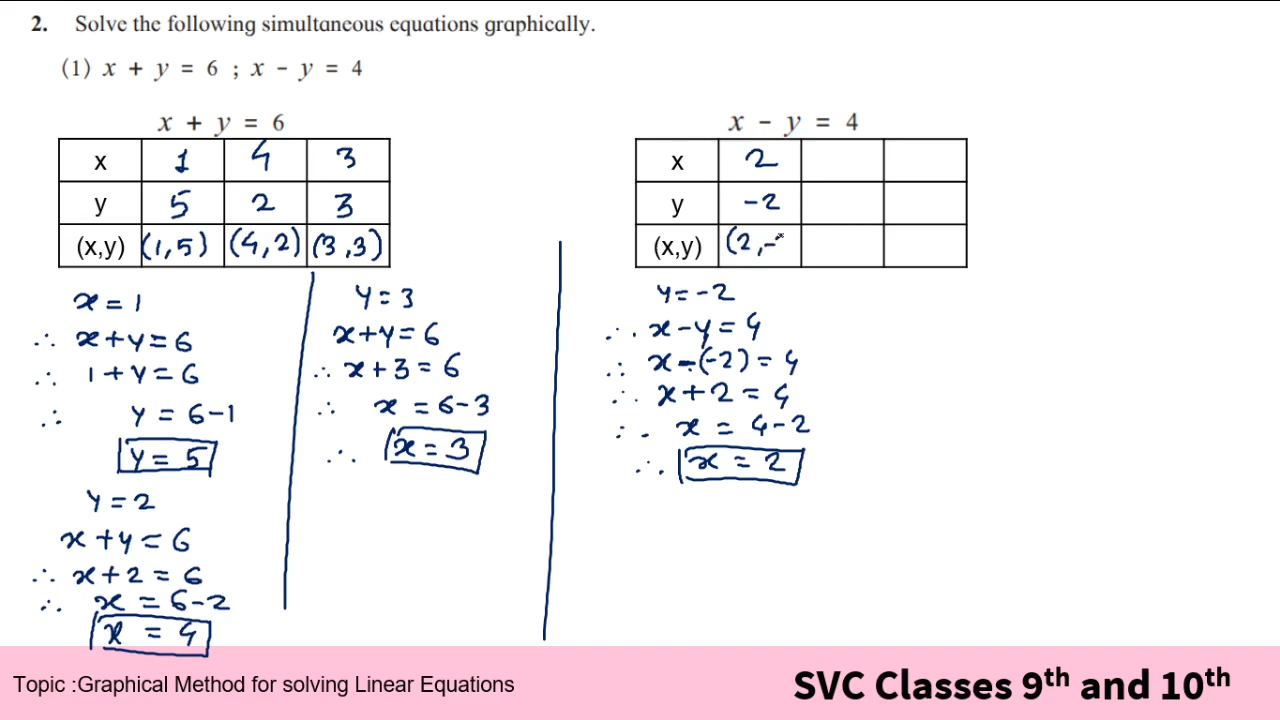 2. Solve the following simultaneous equations graphically.
(1) x + y = 6 ; x - y = 4
x + y = 6
x 1 4 3
y 5 2 3
(x,y) (1,5) (4,2) (3,3)
x = 1
∴ x+y=6
∴ 1+y=6
∴ y = 6-1
y = 5
y = 2
x+y=6
∴ x+2=6
∴ x = 6-2
x = 4
y = 3
x+y=6
∴ x+3=6
∴ x = 6-3
∴ x = 3
x - y = 4
x 2
y -2
(x,y) (2,-
y=-2
∴ x-y=4
∴ x-(-2)=4
∴ x+2=4
∴ x = 4-2
∴ x = 2
Topic :Graphical Method for solving Linear Equations
SVC Classes 9th and 10th